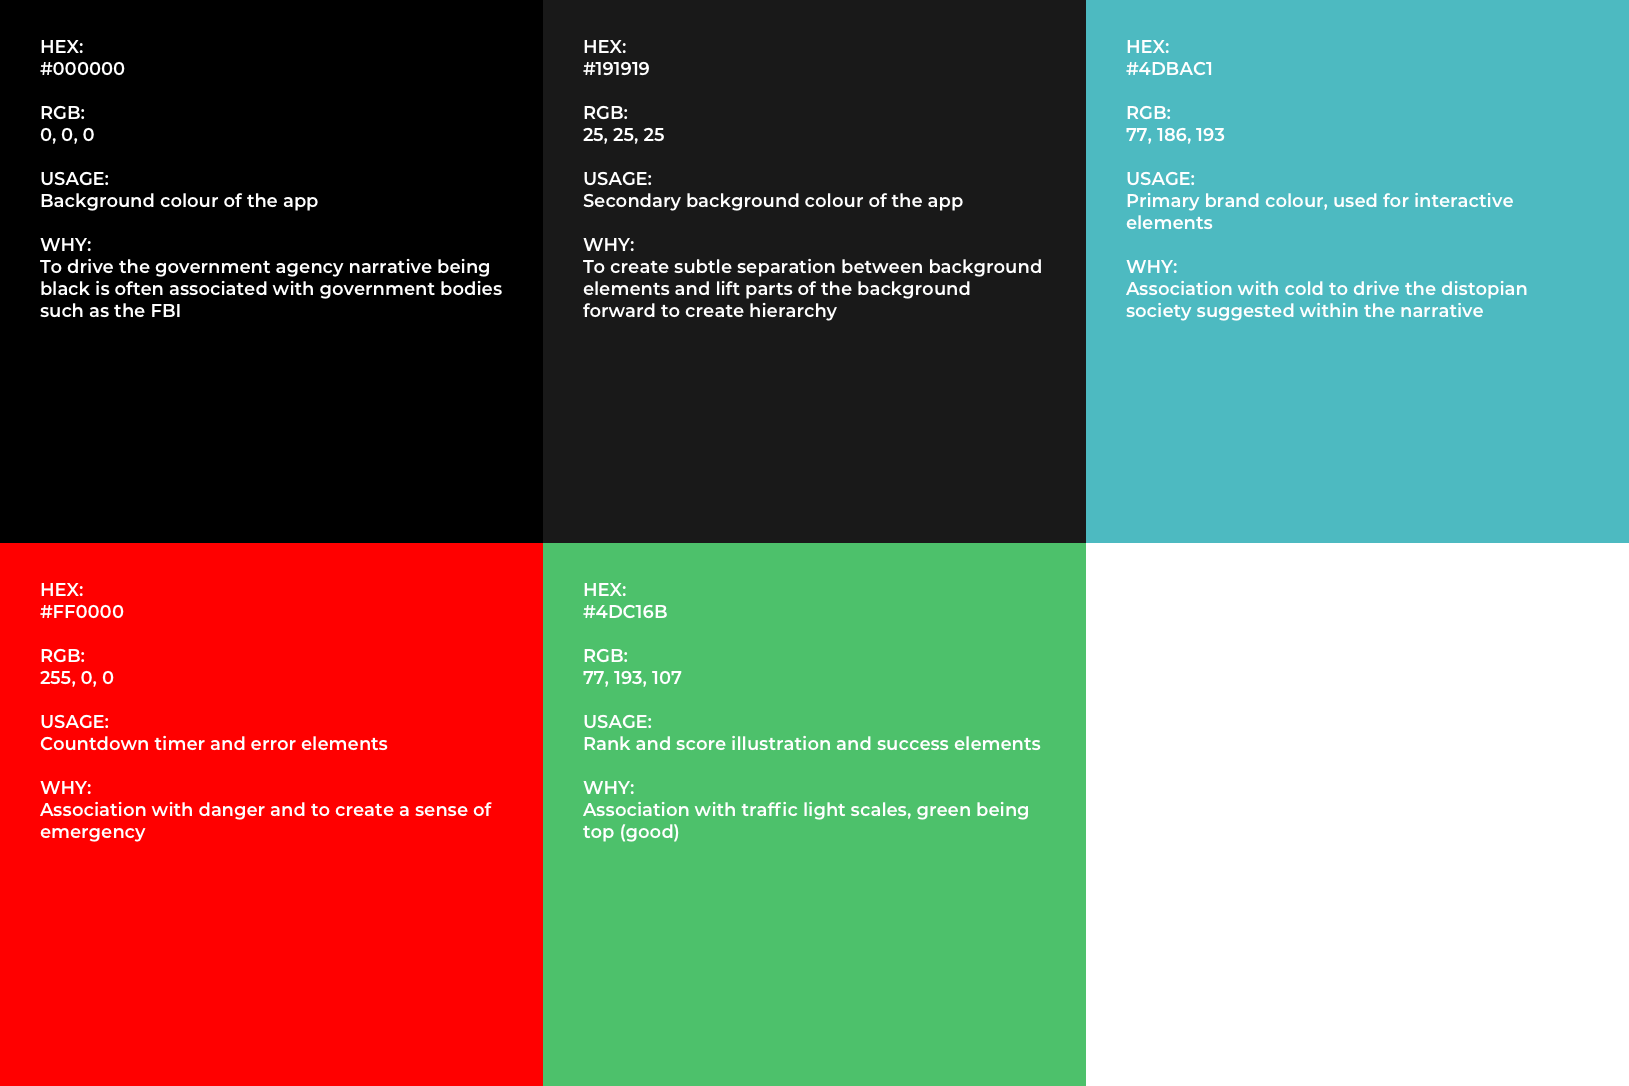 HEX:
#000000
RGB:
0, 0, 0
USAGE:
Background colour of the app
WHY:
To drive the government agency narrative being
black is often associated with government bodies
such as the FBI
HEX:
#191919
RGB:
25, 25, 25
USAGE:
Secondary background colour of the app
WHY:
To create subtle separation between background
elements and lift parts of the background
forward to create hierarchy
HEX:
#4DBAC1
RGB:
77, 186, 193
USAGE:
Primary brand colour, used for interactive
elements
WHY:
Association with cold to drive the distopian
society suggested within the narrative
HEX:
#FF0000
RGB:
255, 0, 0
USAGE:
Countdown timer and error elements
WHY:
Association with danger and to create a sense of
emergency
HEX:
#4DC16B
RGB:
77, 193, 107
USAGE:
Rank and score illustration and success elements
WHY:
Association with traffic light scales, green being
top (good)